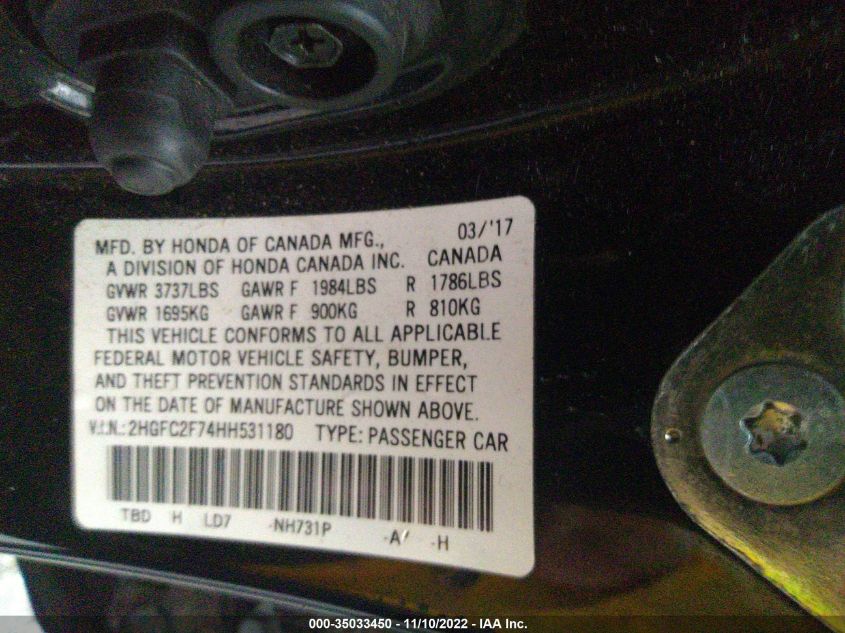 03/'17
MFD. BY HONDA OF CANADA MFG.,
A DIVISION OF HONDA CANADA INC. CANADA
GVWR 3737LBS GAWR F 1984LBS R 1786LBS
GVWR 1695KG GAWR F 900KG R 810KG
THIS VEHICLE CONFORMS TO ALL APPLICABLE
FEDERAL MOTOR VEHICLE SAFETY, BUMPER,
AND THEFT PREVENTION STANDARDS IN EFFECT
ON THE DATE OF MANUFACTURE SHOWN ABOVE.
V.I.N.: 2HGFC2F74HH531180 TYPE: PASSENGER CAR
TBD H LD7 -NH731P -A -H
000-35033450 - 11/10/2022 - IAA Inc.